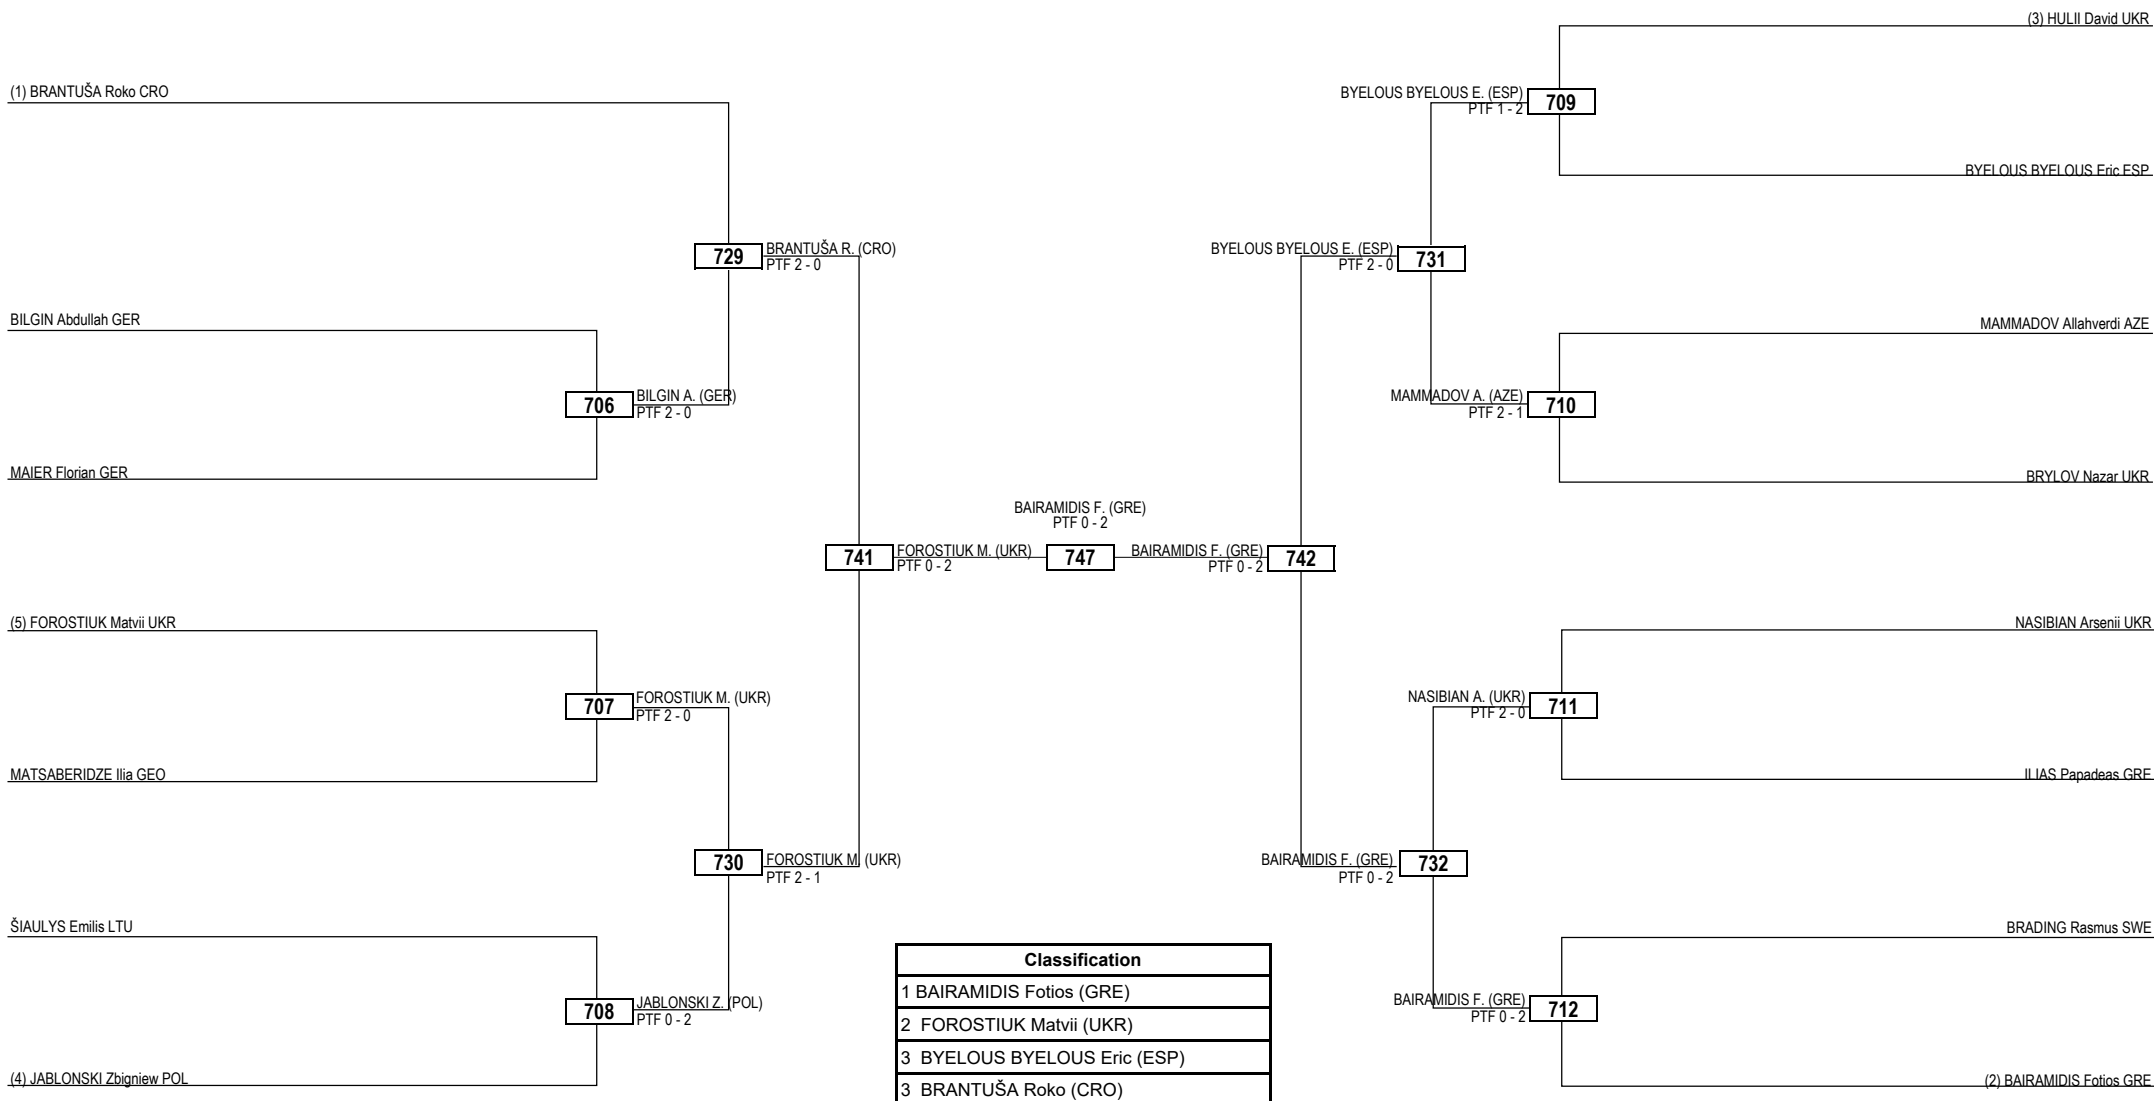 (3) HULII David UKR
(1) BRANTUŠA Roko CRO
BYELOUS BYELOUS E. (ESP)
PTF 1 - 2
709
BYELOUS BYELOUS Eric ESP
729
BRANTUŠA R. (CRO)
PTF 2 - 0
BYELOUS BYELOUS E. (ESP)
PTF 2 - 0
731
BILGIN Abdullah GER
MAMMADOV Allahverdi AZE
706
BILGIN A. (GER)
PTF 2 - 0
MAMMADOV A. (AZE)
PTF 2 - 1
710
MAIER Florian GER
BRYLOV Nazar UKR
BAIRAMIDIS F. (GRE)
PTF 0 - 2
741
FOROSTIUK M. (UKR)
PTF 0 - 2
747
BAIRAMIDIS F. (GRE)
PTF 0 - 2
742
(5) FOROSTIUK Matvii UKR
NASIBIAN Arsenii UKR
707
FOROSTIUK M. (UKR)
PTF 2 - 0
NASIBIAN A. (UKR)
PTF 2 - 0
711
MATSABERIDZE Ilia GEO
ILIAS Papadeas GRE
730
FOROSTIUK M. (UKR)
PTF 2 - 1
BAIRAMIDIS F. (GRE)
PTF 0 - 2
732
ŠIAULYS Emilis LTU
BRADING Rasmus SWE
708
JABLONSKI Z. (POL)
PTF 0 - 2
BAIRAMIDIS F. (GRE)
PTF 0 - 2
712
(4) JABLONSKI Zbigniew POL
(2) BAIRAMIDIS Fotios GRE
Classification
1 BAIRAMIDIS Fotios (GRE)
2 FOROSTIUK Matvii (UKR)
3 BYELOUS BYELOUS Eric (ESP)
3 BRANTUŠA Roko (CRO)